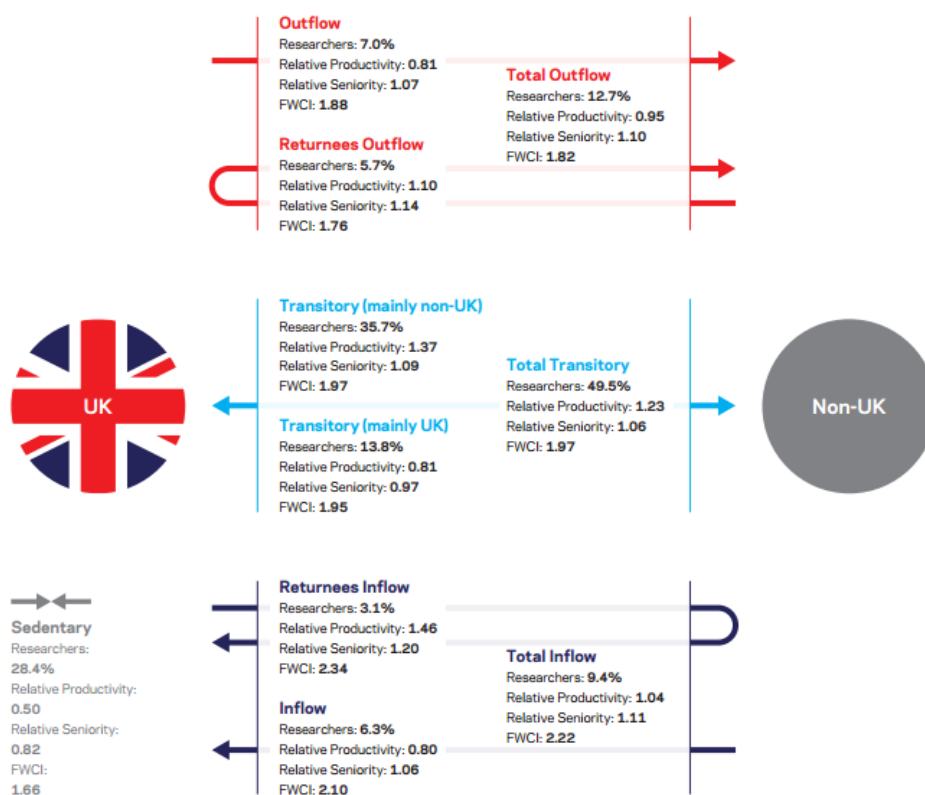 Outflow
Researchers: 7.0%
Relative Productivity: 0.81
Relative Seniority: 1.07
FWCI: 1.88
Returnees Outflow
Researchers: 5.7%
Relative Productivity: 1.10
Relative Seniority: 1.14
FWCI: 1.76
Total Outflow
Researchers: 12.7%
Relative Productivity: 0.95
Relative Seniority: 1.10
FWCI: 1.82
UK
Transitory (mainly non-UK)
Researchers: 35.7%
Relative Productivity: 1.37
Relative Seniority: 1.09
FWCI: 1.97
Transitory (mainly UK)
Researchers: 13.8%
Relative Productivity: 0.81
Relative Seniority: 0.97
FWCI: 1.95
Total Transitory
Researchers: 49.5%
Relative Productivity: 1.23
Relative Seniority: 1.06
FWCI: 1.97
Non-UK
Sedentary
Researchers:
28.4%
Relative Productivity:
0.50
Relative Seniority:
0.82
FWCI:
1.66
Returnees Inflow
Researchers: 3.1%
Relative Productivity: 1.46
Relative Seniority: 1.20
FWCI: 2.34
Inflow
Researchers: 6.3%
Relative Productivity: 0.80
Relative Seniority: 1.06
FWCI: 2.10
Total Inflow
Researchers: 9.4%
Relative Productivity: 1.04
Relative Seniority: 1.11
FWCI: 2.22